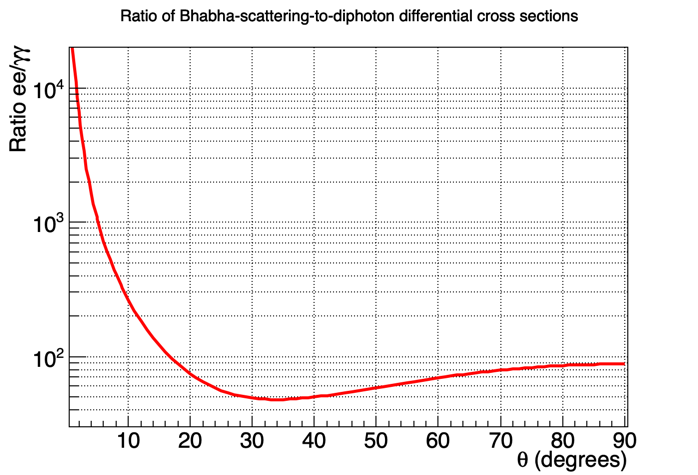 Ratio of Bhabha-scattering-to-diphoton differential cross sections
Ratio ee/γγ
10⁴
10³
10²
10 20 30 40 50 60 70 80 90
θ (degrees)